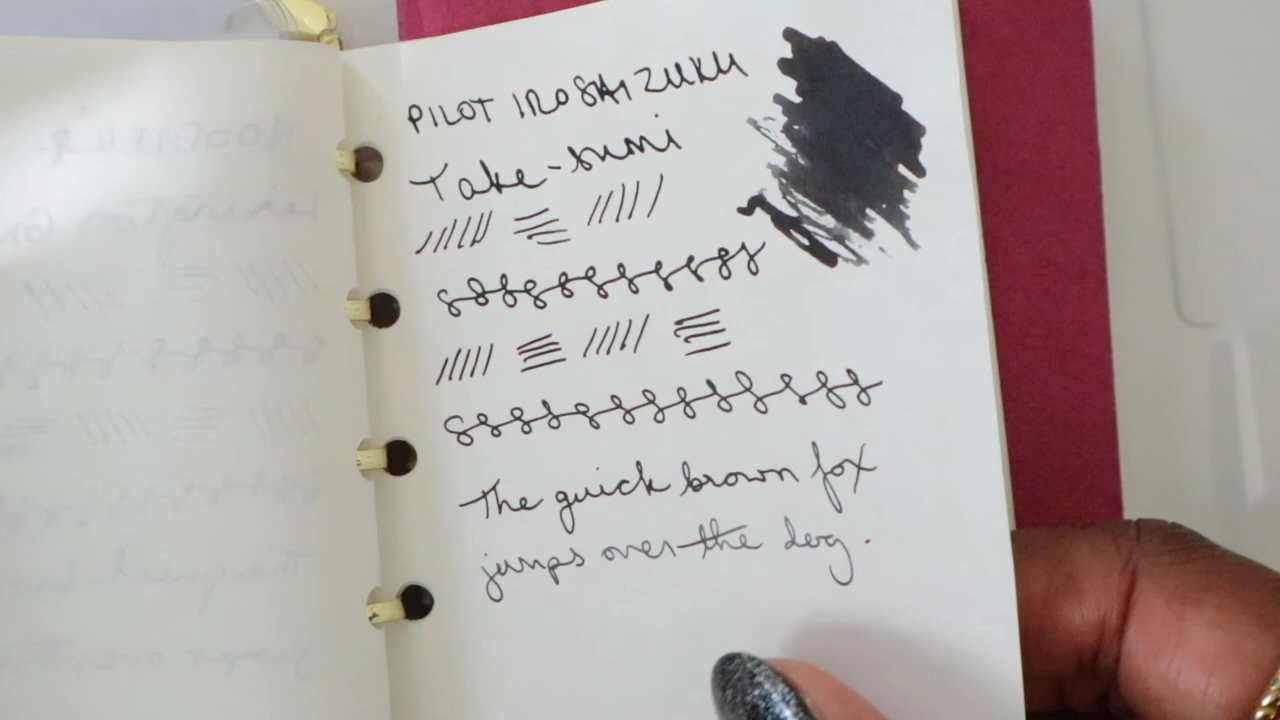 PILOT IROSHIZUKU
Take-sumi
The quick brown fox
jumps over the dog.